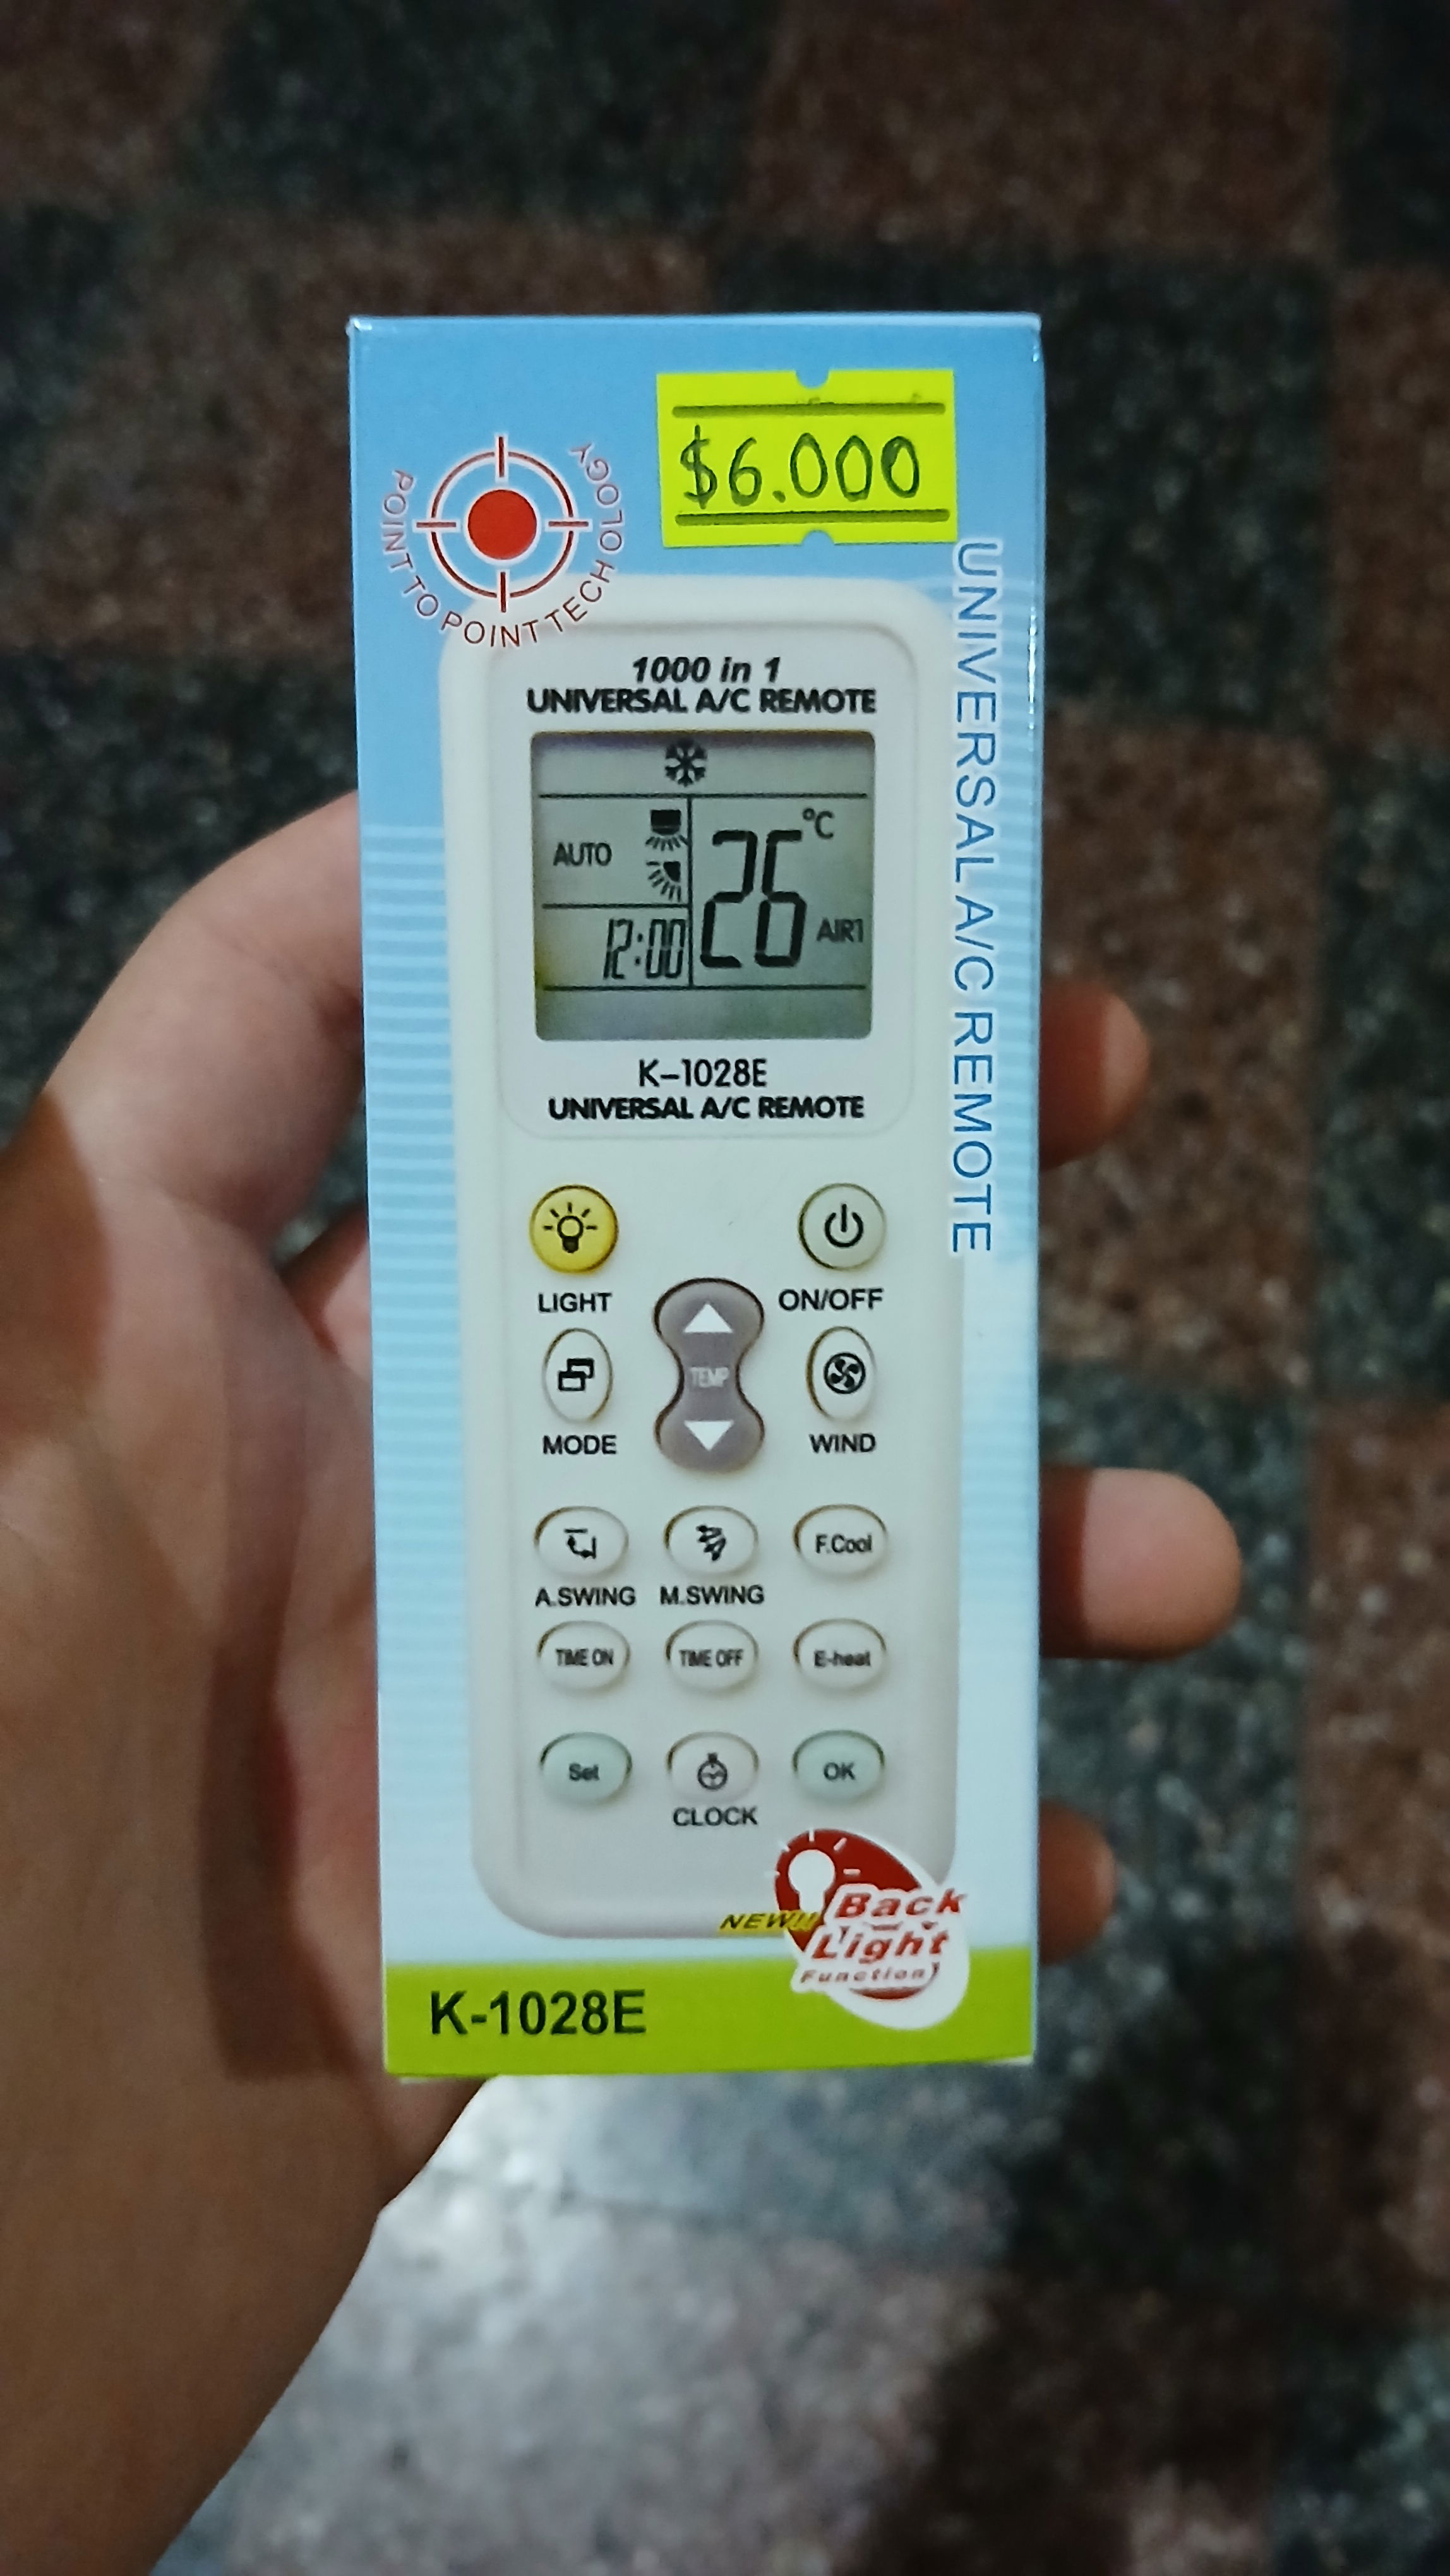 $6.000
POINT TO POINT TECH OLOGY
UNIVERSAL A/C REMOTE
1000 in 1
UNIVERSAL A/C REMOTE
AUTO
26 °C
12:00
AIR1
K-1028E
UNIVERSAL A/C REMOTE
LIGHT
ON/OFF
TEMP
MODE
WIND
F.Cool
A.SWING M.SWING
TIME ON TIME OFF E-heat
Set OK
CLOCK
NEW!! Back
Light
Function
K-1028E